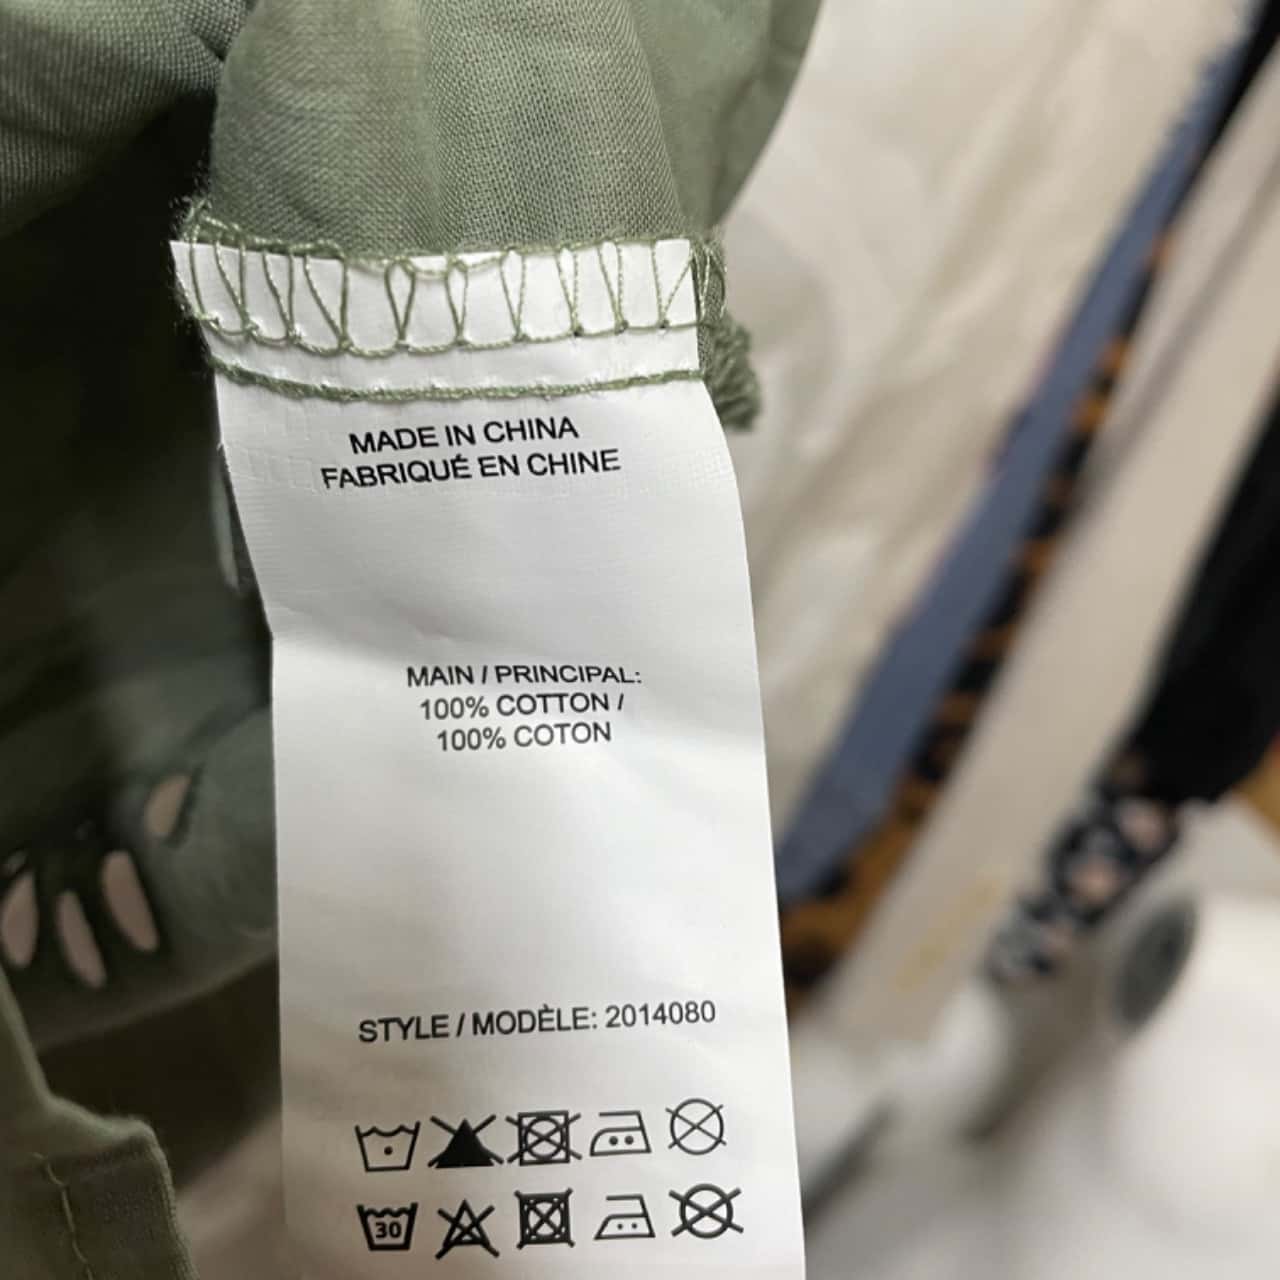 MADE IN CHINA
FABRIQUÉ EN CHINE
MAIN / PRINCIPAL:
100% COTTON /
100% COTON
STYLE / MODÈLE: 2014080
30